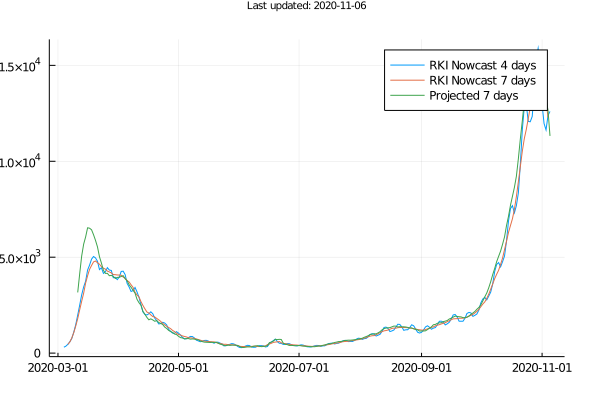 Last updated: 2020-11-06
RKI Nowcast 4 days
RKI Nowcast 7 days
Projected 7 days
1.5×10⁴
1.0×10⁴
5.0×10³
0
2020-03-01 2020-05-01 2020-07-01 2020-09-01 2020-11-01